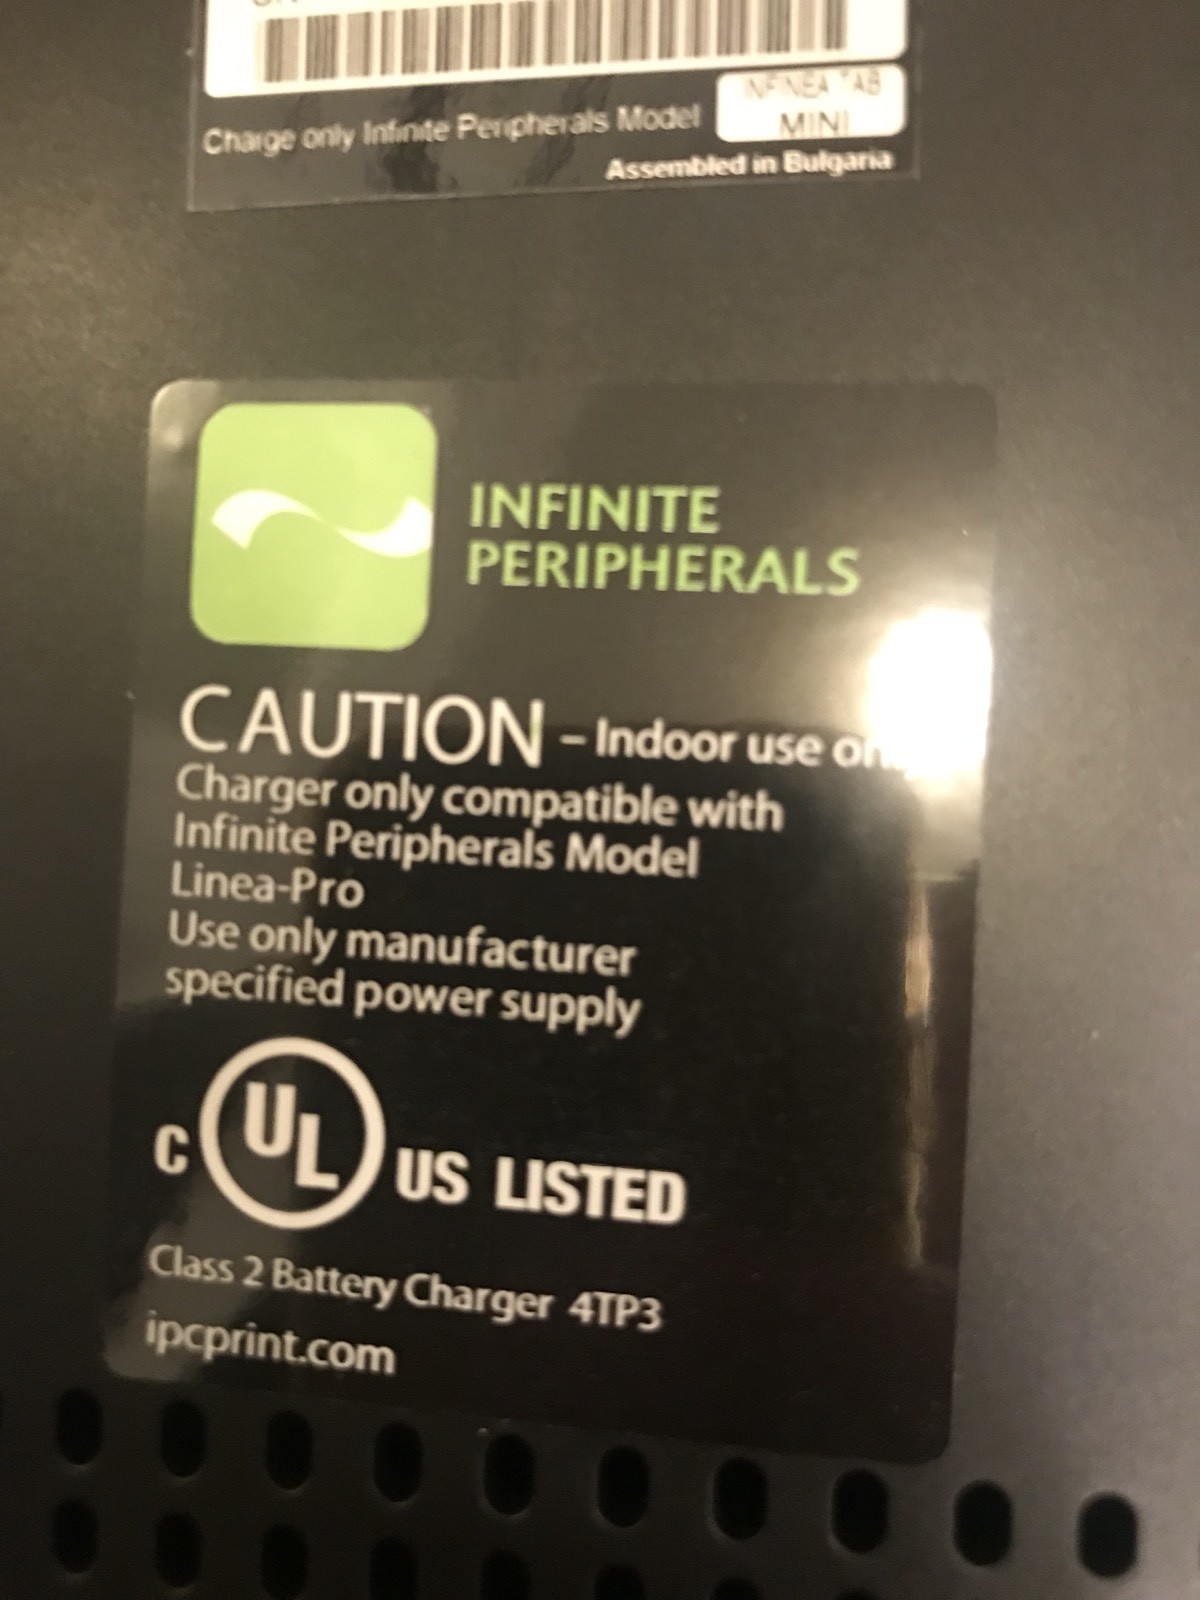 Charge only Infinite Peripherals Model INFINEA TAB
MINI
Assembled in Bulgaria
INFINITE
PERIPHERALS
CAUTION – Indoor use
Charger only compatible with
Infinite Peripherals Model
Linea-Pro
Use only manufacturer
specified power supply
C UL US LISTED
Class 2 Battery Charger 4TP3
ipcprint.com